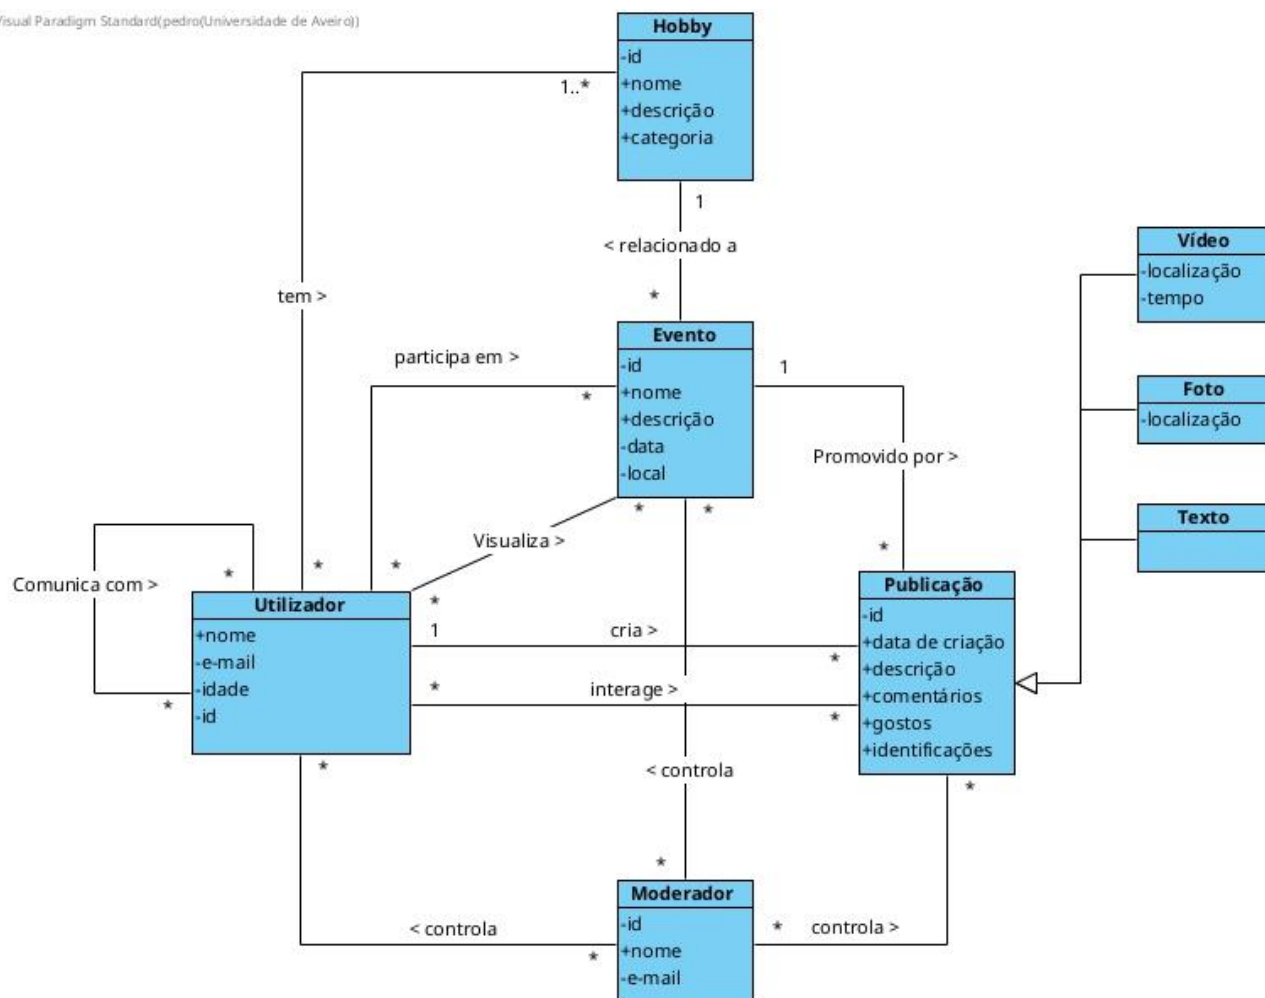 Visual Paradigm Standard(pedro(Universidade de Aveiro))
Hobby
-id
+nome
+descrição
+categoria
1..*
1
< relacionado a
*
tem >
Vídeo
-localização
-tempo
Evento
-id
+nome
+descrição
-data
-local
participa em >
*
1
Foto
-localização
Promovido por >
*
*
*
Visualiza >
Texto
Comunica com >
*
*
*
*
*
Utilizador
+nome
-e-mail
-idade
-id
1
cria >
*
*
interage >
*
Publicação
-id
+data de criação
+descrição
+comentários
+gostos
+identificações
*
*
< controla
*
*
Moderador
-id
+nome
-e-mail
< controla
*
*
controla >